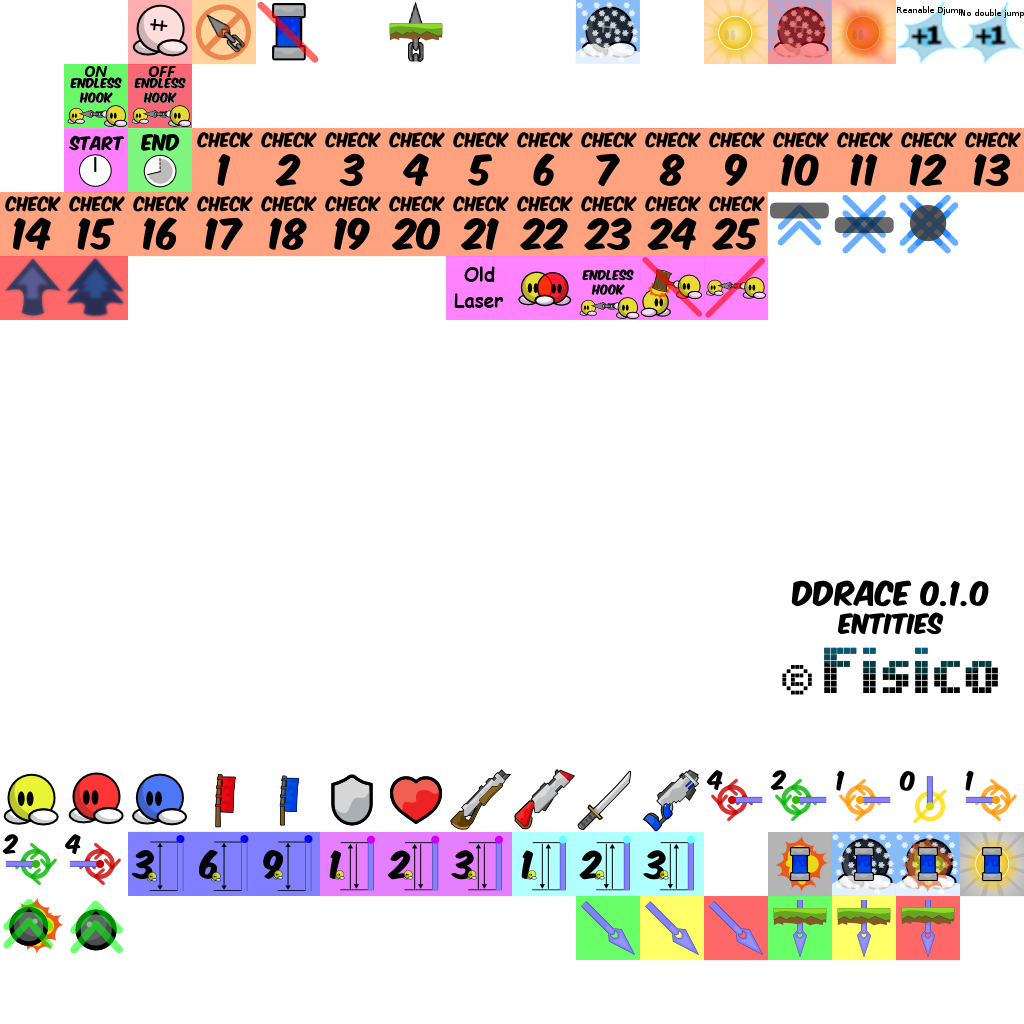 Reanable Djump No double jump
+1 +1
ON OFF
ENDLESS ENDLESS
HOOK HOOK
START END CHECK CHECK CHECK CHECK CHECK CHECK CHECK CHECK CHECK CHECK CHECK CHECK CHECK
1 2 3 4 5 6 7 8 9 10 11 12 13
CHECK CHECK CHECK CHECK CHECK CHECK CHECK CHECK CHECK CHECK CHECK CHECK
14 15 16 17 18 19 20 21 22 23 24 25
Old ENDLESS
Laser HOOK
DDRACE 0.1.0
ENTITIES
© Fisico
4 2 1 0 1
2 4 3 6 9 1 2 3 1 2 3